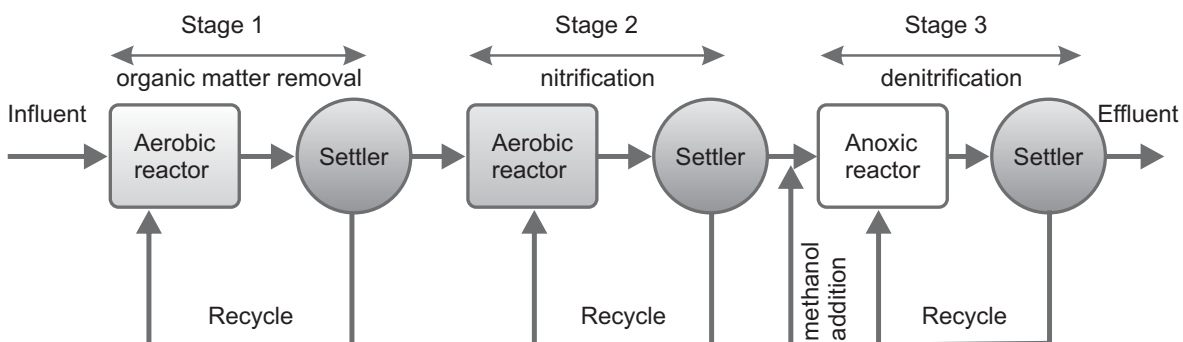 Stage 1
Stage 2
Stage 3
organic matter removal
nitrification
denitrification
Influent
Effluent
Aerobic
reactor
Settler
Aerobic
reactor
Settler
Anoxic
reactor
Settler
Recycle
Recycle
methanol
addition
Recycle